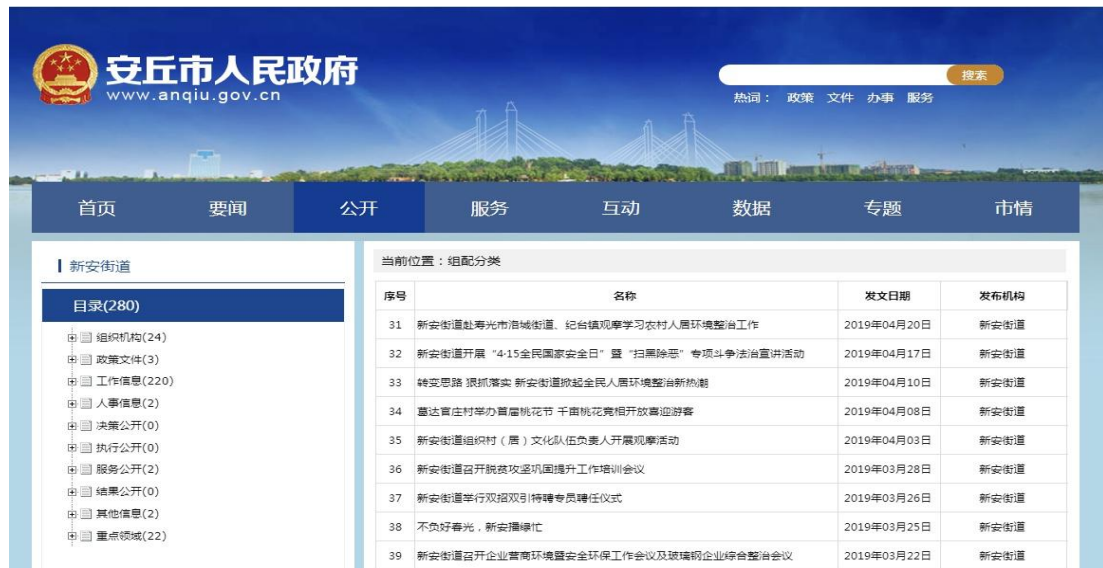 安丘市人民政府
www.anqiu.gov.cn
搜索
热词： 政策 文件 办事 服务
首页 要闻 公开 服务 互动 数据 专题 市情
新安街道
目录(280)
组织机构(24)
政策文件(3)
工作信息(220)
人事信息(2)
决策公开(0)
执行公开(0)
服务公开(2)
结果公开(0)
其他信息(2)
重点领域(22)
当前位置：组配分类
序号 名称 发文日期 发布机构
31 新安街道赴寿光市洛城街道、纪台镇观摩学习农村人居环境整治工作 2019年04月20日 新安街道
32 新安街道开展“4·15全民国家安全日”暨“扫黑除恶”专项斗争法治宣讲活动 2019年04月17日 新安街道
33 转变思路 狠抓落实 新安街道掀起全民人居环境整治新热潮 2019年04月10日 新安街道
34 葛达官庄村举办首届桃花节 千亩桃花竞相开放喜迎游客 2019年04月08日 新安街道
35 新安街道组织村（居）文化队伍负责人开展观摩活动 2019年04月03日 新安街道
36 新安街道召开脱贫攻坚巩固提升工作培训会议 2019年03月28日 新安街道
37 新安街道举行双招双引特聘专员聘任仪式 2019年03月26日 新安街道
38 不负好春光，新安播绿忙 2019年03月25日 新安街道
39 新安街道召开企业营商环境暨安全环保工作会议及玻璃钢企业综合整治会议 2019年03月22日 新安街道